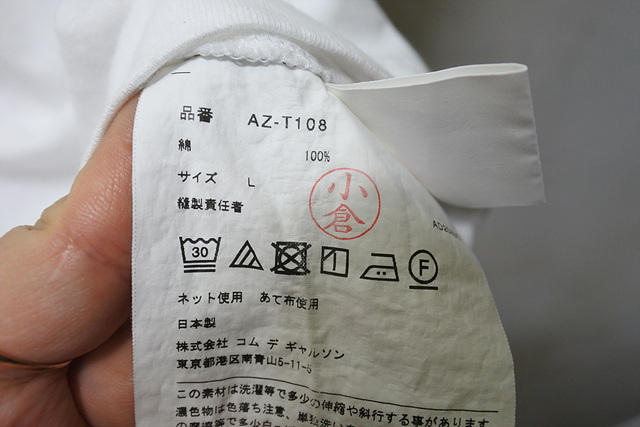 品番 AZ-T108
綿 100%
サイズ L
縫製責任者
小倉
30
F
ネット使用 あて布使用
日本製
株式会社 コム デ ギャルソン
東京都港区南青山5-11-5
この素材は洗濯等で多少の伸縮や斜行する事があります
濃色物は色落ち注意、単独洗い